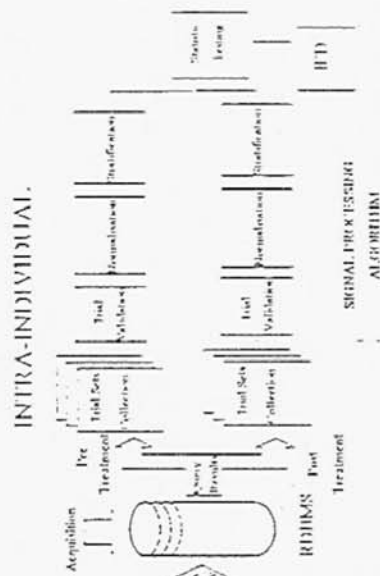 INTRA-INDIVIDUAL
Acquisition
RDBMS
Query
Results
Pre
Treatment
Post
Treatment
Trial Sets
Collection
Trial
Validation
Normalization
Stratification
Trial Sets
Collection
Trial
Validation
Normalization
Stratification
Statistic
Testing
SIGNAL PROCESSING
ALGORITHM